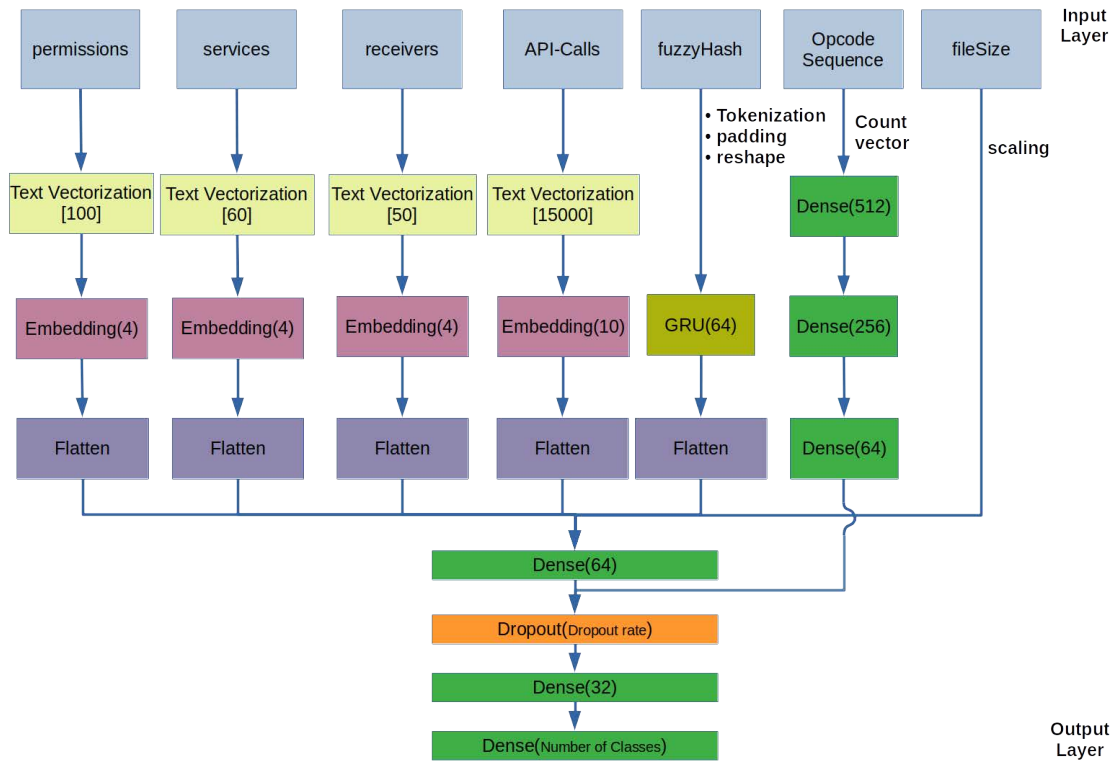 permissions
services
receivers
API-Calls
fuzzyHash
Opcode
Sequence
fileSize
Input
Layer
• Tokenization
• padding
• reshape
Count
vector
scaling
Text Vectorization
[100]
Text Vectorization
[60]
Text Vectorization
[50]
Text Vectorization
[15000]
Dense(512)
Embedding(4)
Embedding(4)
Embedding(4)
Embedding(10)
GRU(64)
Dense(256)
Flatten
Flatten
Flatten
Flatten
Flatten
Dense(64)
Dense(64)
Dropout(Dropout rate)
Dense(32)
Dense(Number of Classes)
Output
Layer